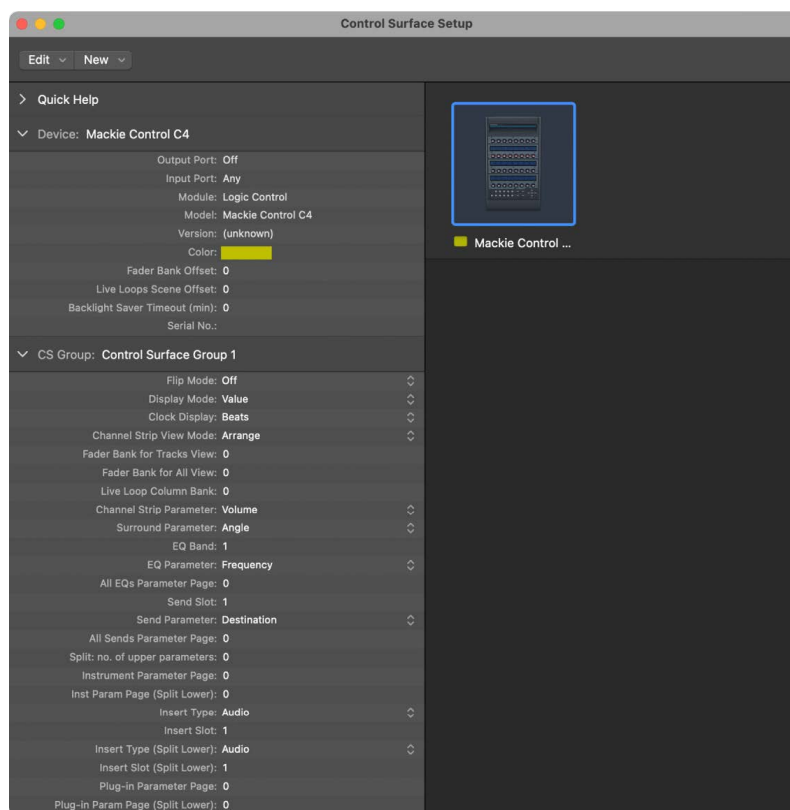 Control Surface Setup
Edit New
Quick Help
Device: Mackie Control C4
Output Port: Off
Input Port: Any
Module: Logic Control
Model: Mackie Control C4
Version: (unknown)
Color:
Fader Bank Offset: 0
Live Loops Scene Offset: 0
Backlight Saver Timeout (min): 0
Serial No.:
CS Group: Control Surface Group 1
Flip Mode: Off
Display Mode: Value
Clock Display: Beats
Channel Strip View Mode: Arrange
Fader Bank for Tracks View: 0
Fader Bank for All View: 0
Live Loop Column Bank: 0
Channel Strip Parameter: Volume
Surround Parameter: Angle
EQ Band: 1
EQ Parameter: Frequency
All EQs Parameter Page: 0
Send Slot: 1
Send Parameter: Destination
All Sends Parameter Page: 0
Split: no. of upper parameters: 0
Instrument Parameter Page: 0
Inst Param Page (Split Lower): 0
Insert Type: Audio
Insert Slot: 1
Insert Type (Split Lower): Audio
Insert Slot (Split Lower): 1
Plug-in Parameter Page: 0
Plug-in Param Page (Split Lower): 0
Mackie Control ...